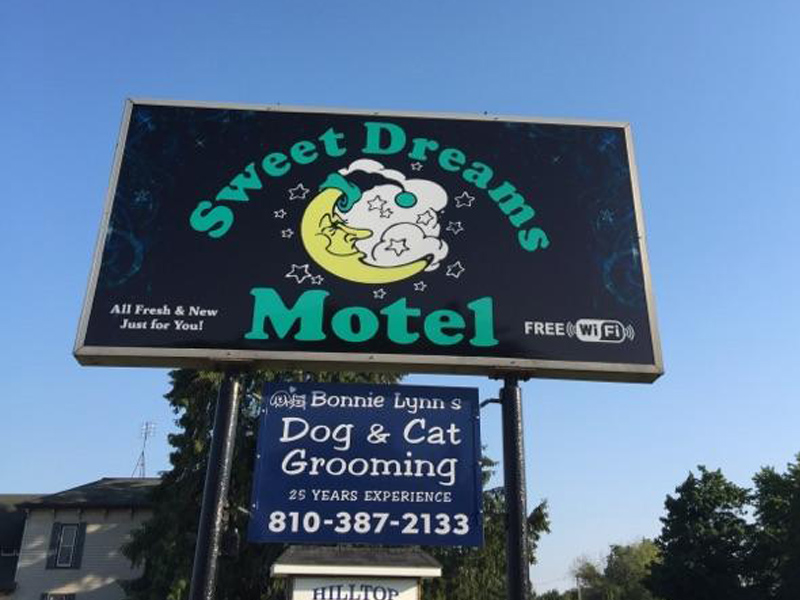 Sweet Dreams
Motel
All Fresh & New
Just for You!
FREE WiFi
Bonnie Lynn s
Dog & Cat
Grooming
25 YEARS EXPERIENCE
810-387-2133
HILLTOP